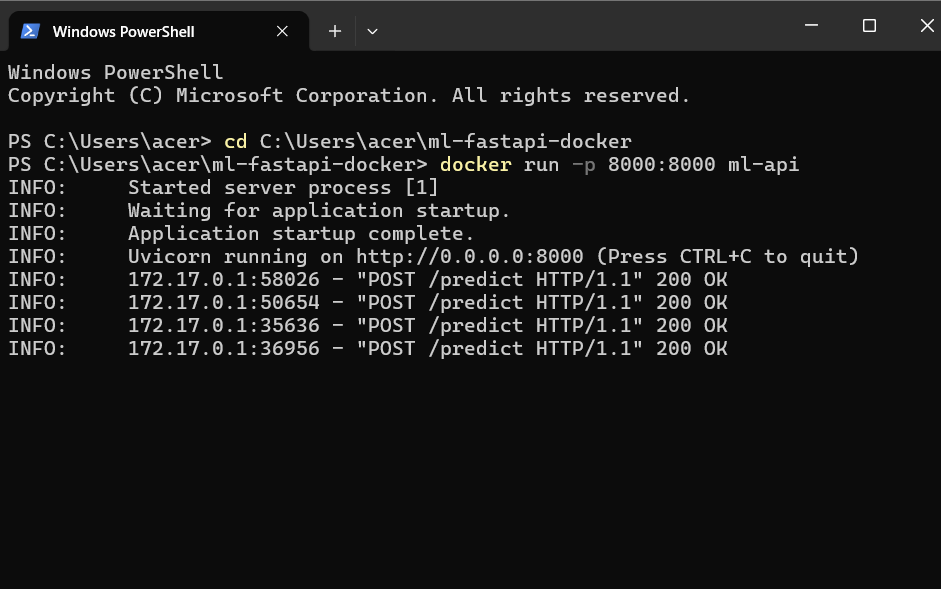 Windows PowerShell
Windows PowerShell
Copyright (C) Microsoft Corporation. All rights reserved.
PS C:\Users\acer> cd C:\Users\acer\ml-fastapi-docker
PS C:\Users\acer\ml-fastapi-docker> docker run -p 8000:8000 ml-api
INFO:     Started server process [1]
INFO:     Waiting for application startup.
INFO:     Application startup complete.
INFO:     Uvicorn running on http://0.0.0.0:8000 (Press CTRL+C to quit)
INFO:     172.17.0.1:58026 - "POST /predict HTTP/1.1" 200 OK
INFO:     172.17.0.1:50654 - "POST /predict HTTP/1.1" 200 OK
INFO:     172.17.0.1:35636 - "POST /predict HTTP/1.1" 200 OK
INFO:     172.17.0.1:36956 - "POST /predict HTTP/1.1" 200 OK